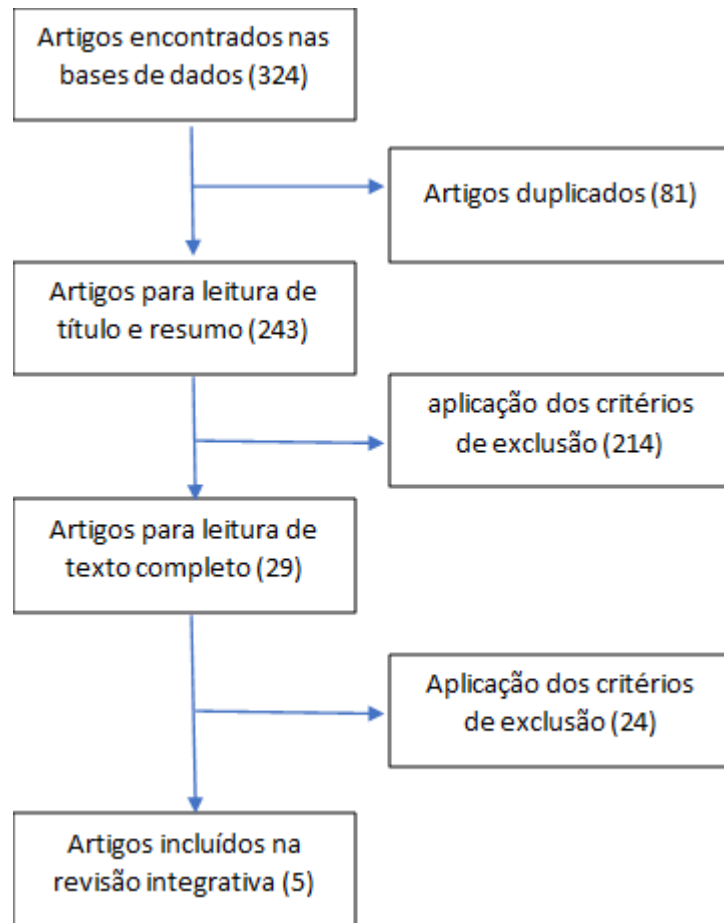 Artigos encontrados nas
bases de dados (324)
Artigos duplicados (81)
Artigos para leitura de
título e resumo (243)
aplicação dos critérios
de exclusão (214)
Artigos para leitura de
texto completo (29)
Aplicação dos critérios
de exclusão (24)
Artigos incluídos na
revisão integrativa (5)